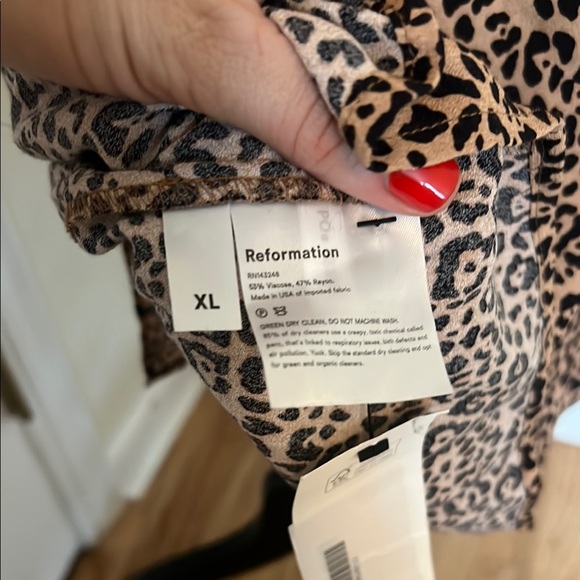 XL
Reformation
RN143248
53% Viscose, 47% Rayon.
Made in USA of imported fabric
GREEN DRY CLEAN, DO NOT MACHINE WASH.
85% of dry cleaners use a creepy, toxic chemical called
perc, that's a linked to respiratory issues, birth defects and
air pollution. Yuck. Skip the standard dry cleaning and opt
for green and organic cleaners.